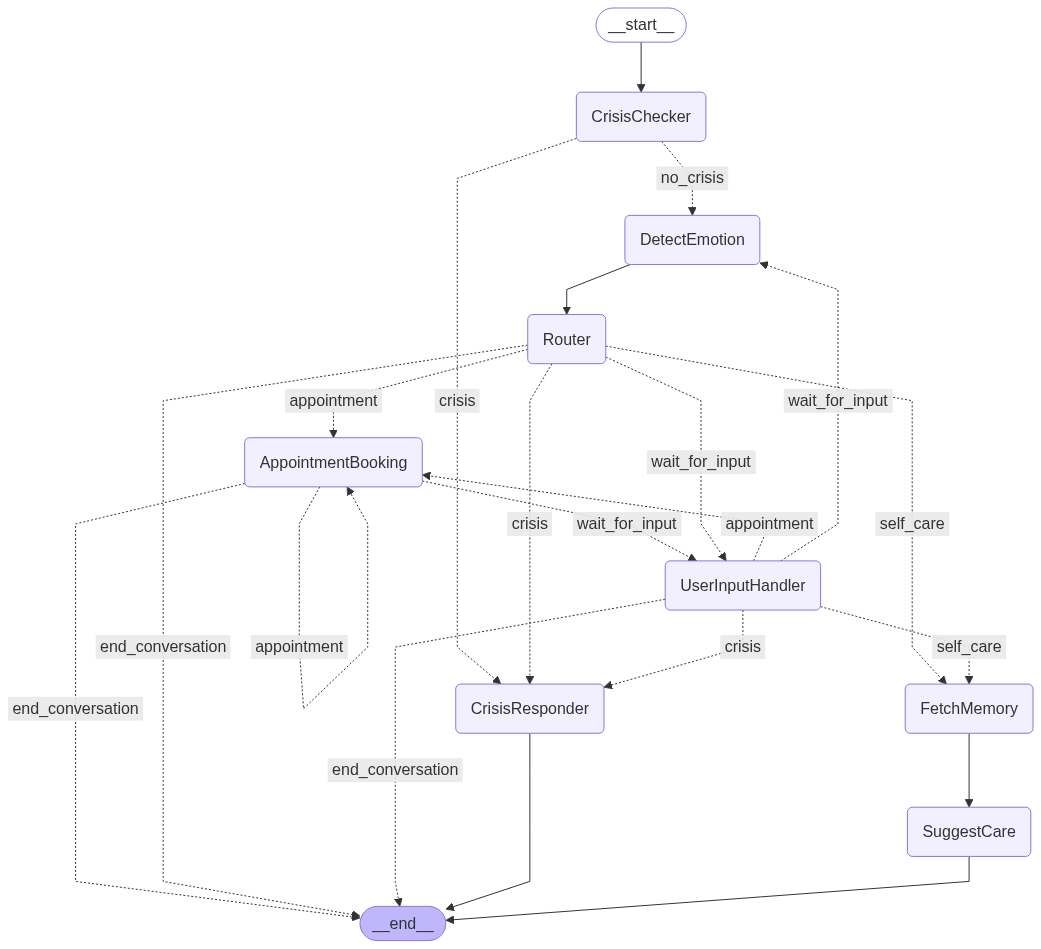 __start__
CrisisChecker
no_crisis
DetectEmotion
Router
appointment
crisis
wait_for_input
AppointmentBooking
wait_for_input
crisis
wait_for_input
appointment
self_care
UserInputHandler
end_conversation
appointment
crisis
self_care
end_conversation
CrisisResponder
FetchMemory
end_conversation
SuggestCare
__end__